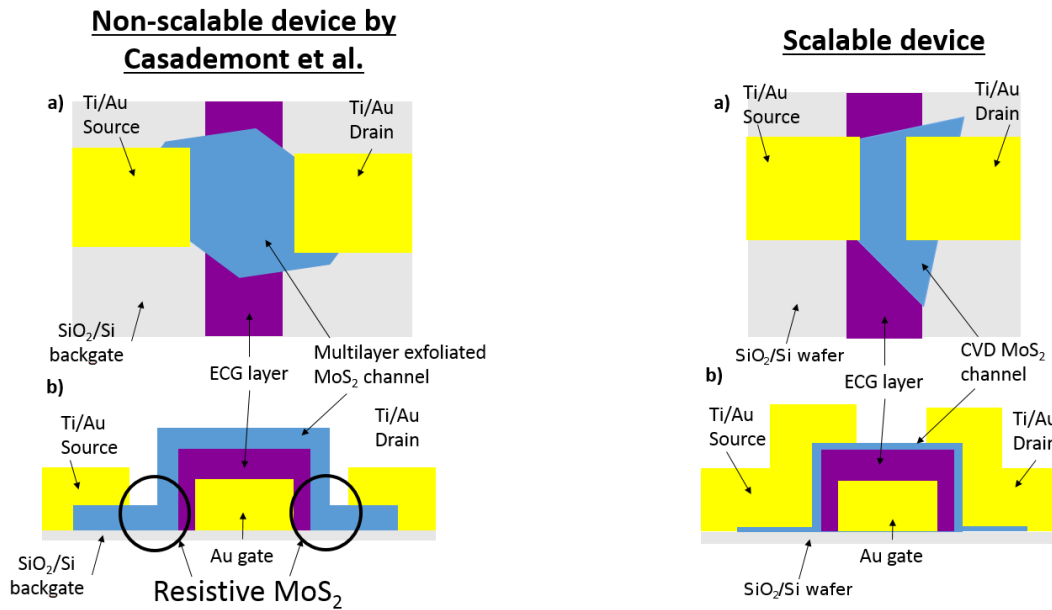 Non-scalable device by
Casademont et al.
a)
Ti/Au
Source
Ti/Au
Drain
SiO₂/Si
backgate
ECG layer
Multilayer exfoliated
MoS₂ channel
b)
Ti/Au
Source
Ti/Au
Drain
SiO₂/Si
backgate
Au gate
Resistive MoS₂
Scalable device
a)
Ti/Au
Source
Ti/Au
Drain
SiO₂/Si wafer
ECG layer
CVD MoS₂
channel
b)
Ti/Au
Source
Ti/Au
Drain
Au gate
SiO₂/Si wafer